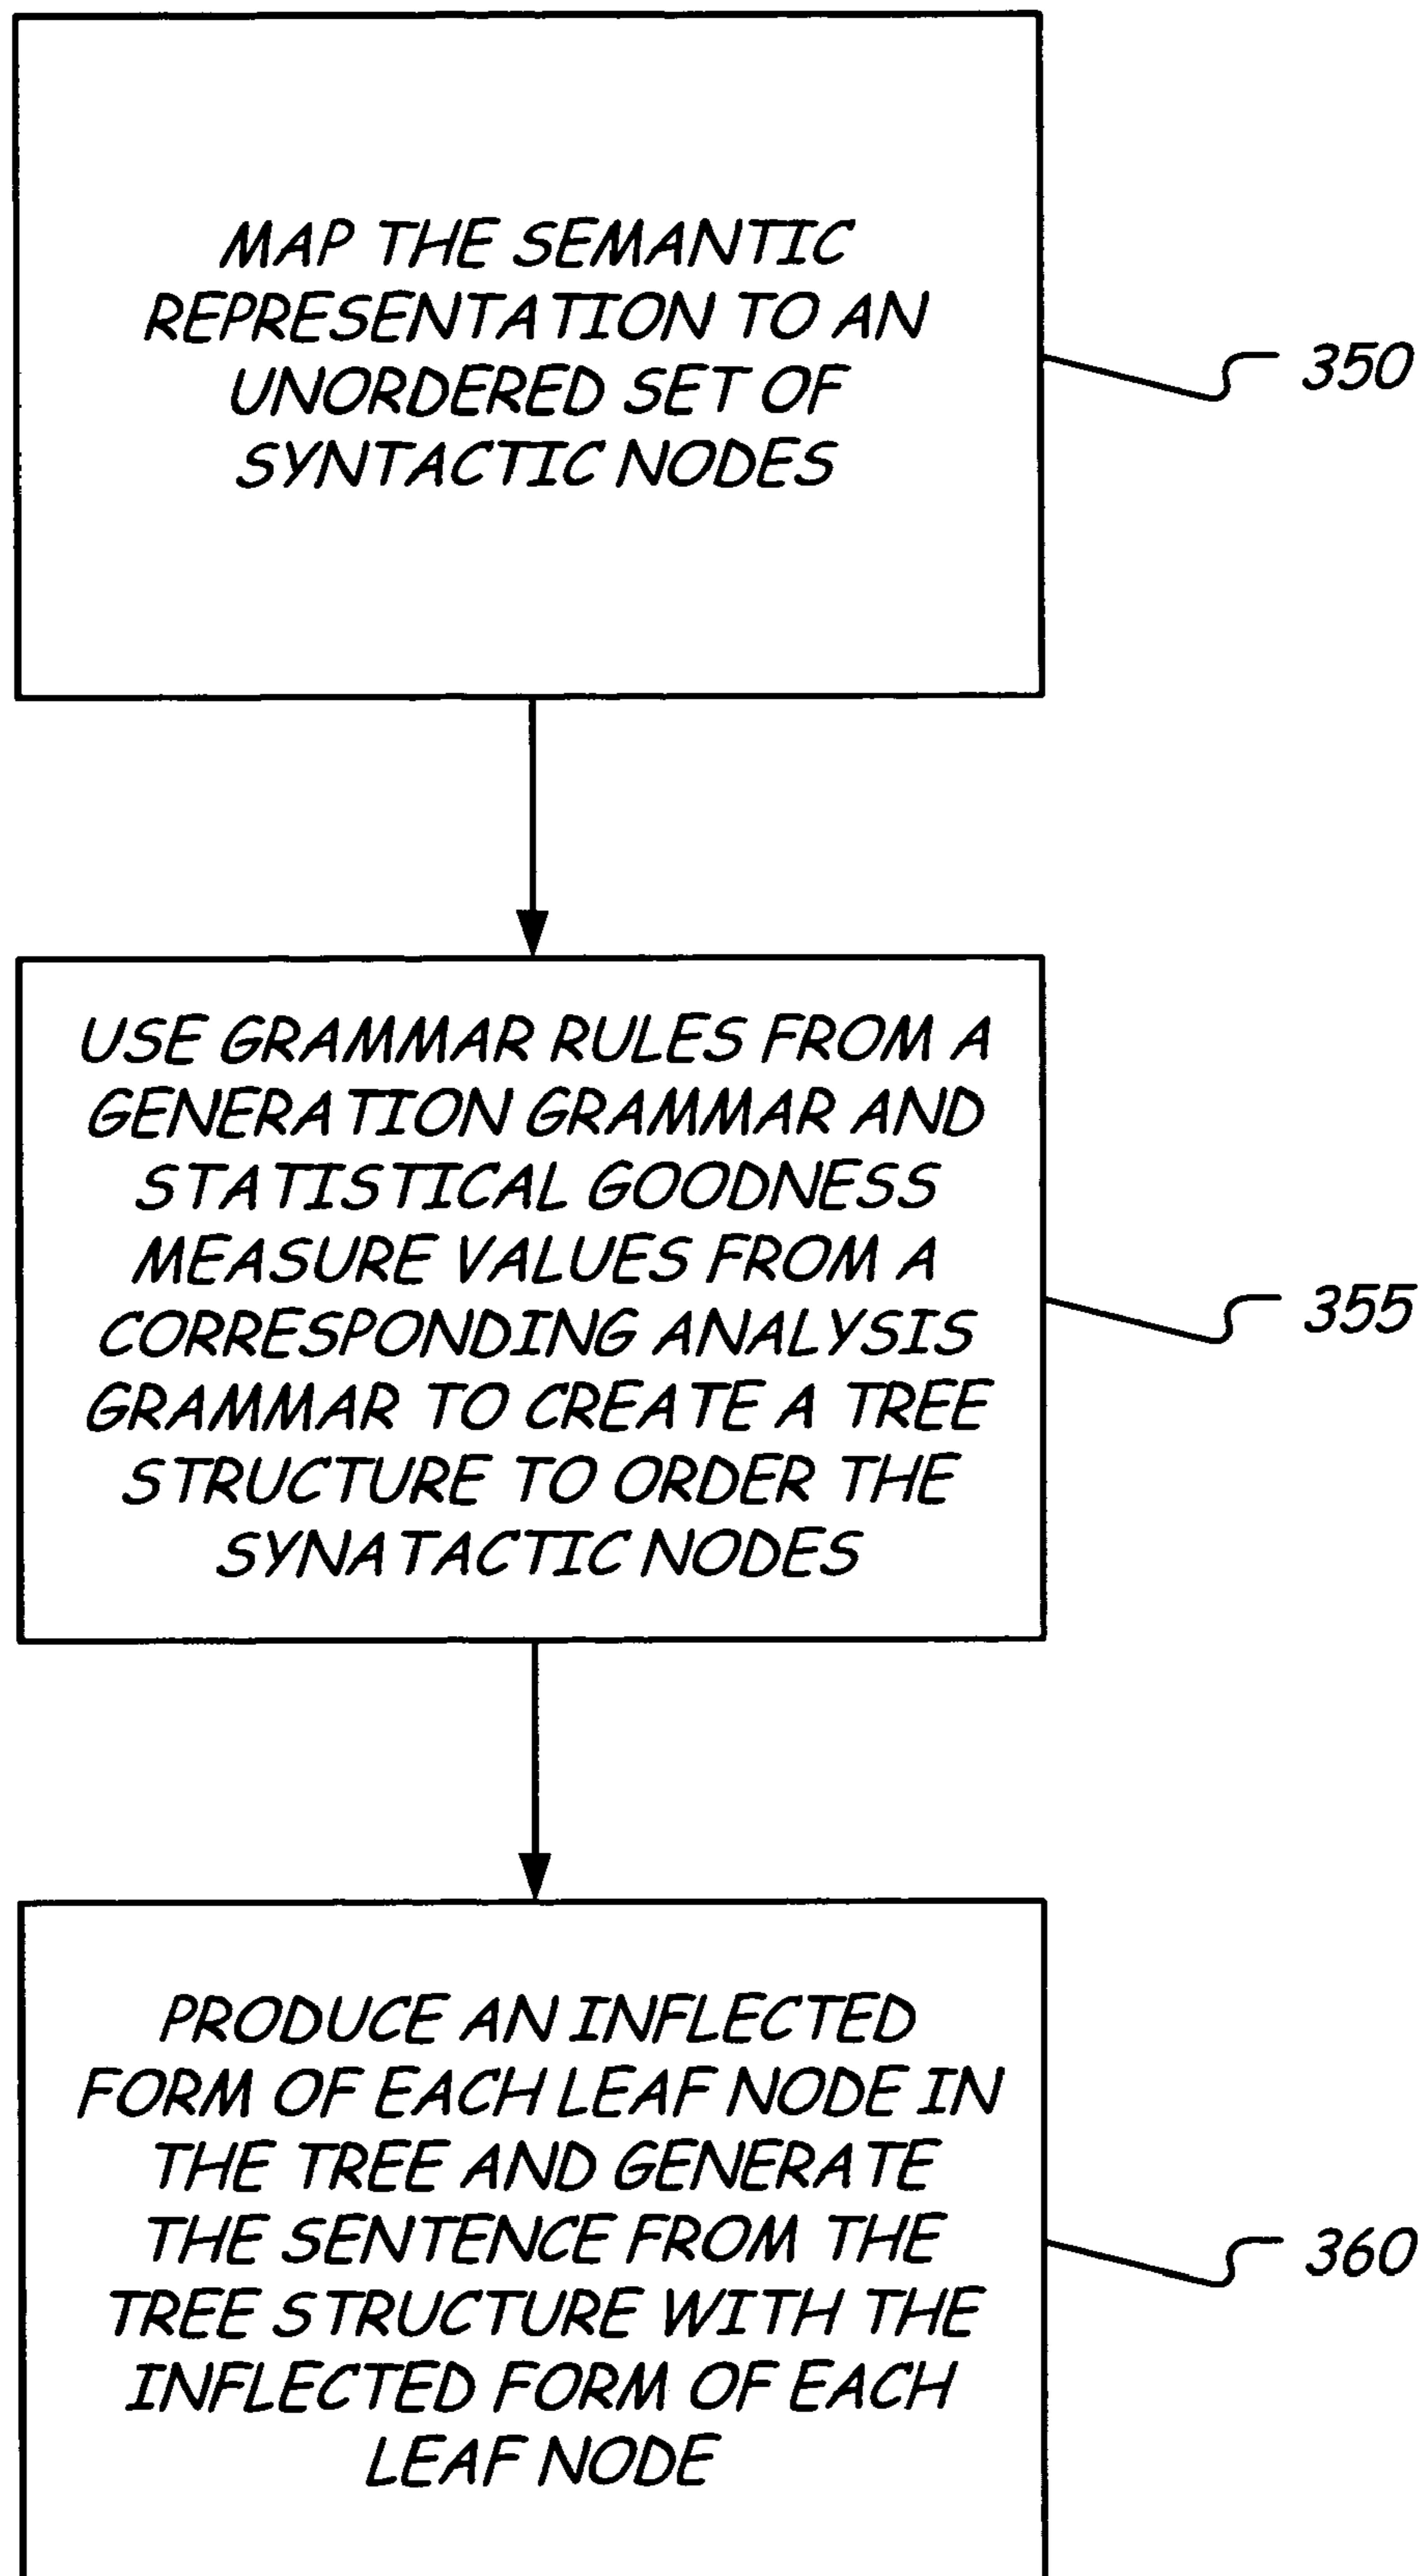 MAP THE SEMANTIC
REPRESENTATION TO AN
UNORDERED SET OF
SYNTACTIC NODES
350
USE GRAMMAR RULES FROM A
GENERATION GRAMMAR AND
STATISTICAL GOODNESS
MEASURE VALUES FROM A
CORRESPONDING ANALYSIS
GRAMMAR TO CREATE A TREE
STRUCTURE TO ORDER THE
SYNATACTIC NODES
355
PRODUCE AN INFLECTED
FORM OF EACH LEAF NODE IN
THE TREE AND GENERATE
THE SENTENCE FROM THE
TREE STRUCTURE WITH THE
INFLECTED FORM OF EACH
LEAF NODE
360